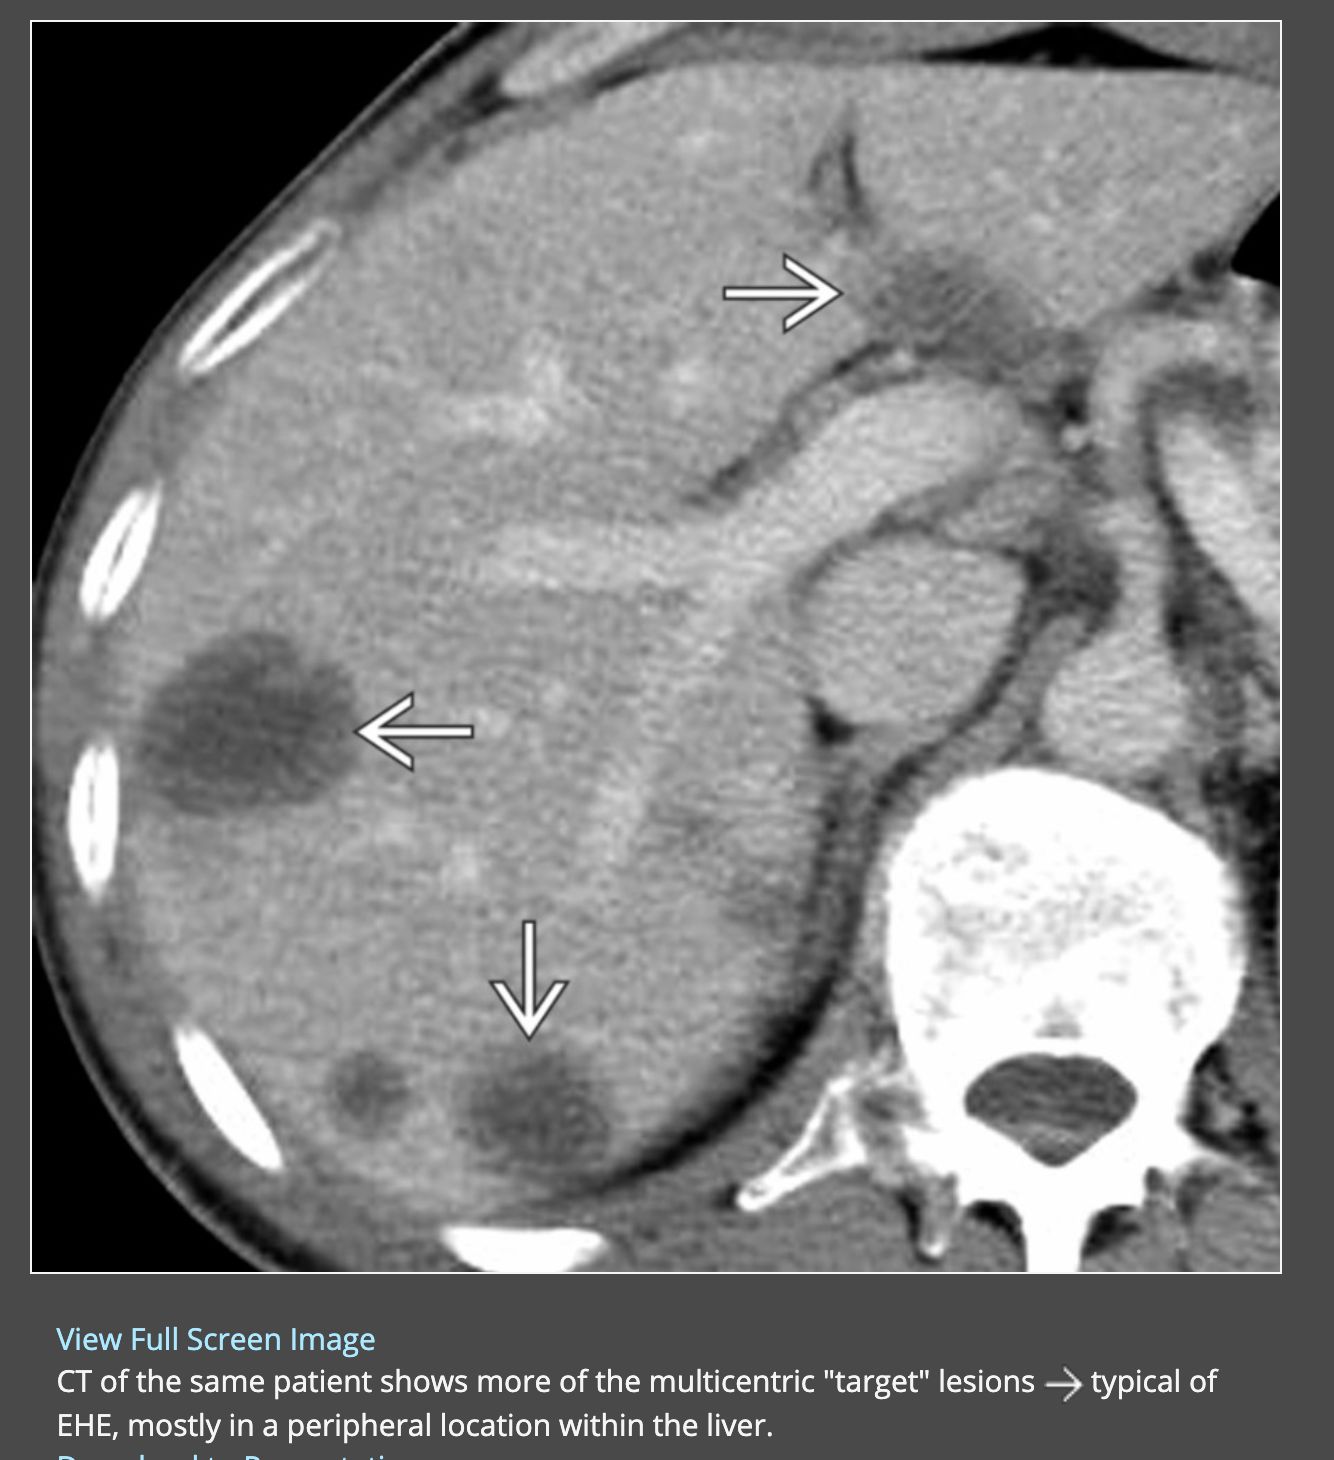 View Full Screen Image
CT of the same patient shows more of the multicentric "target" lesions → typical of
EHE, mostly in a peripheral location within the liver.